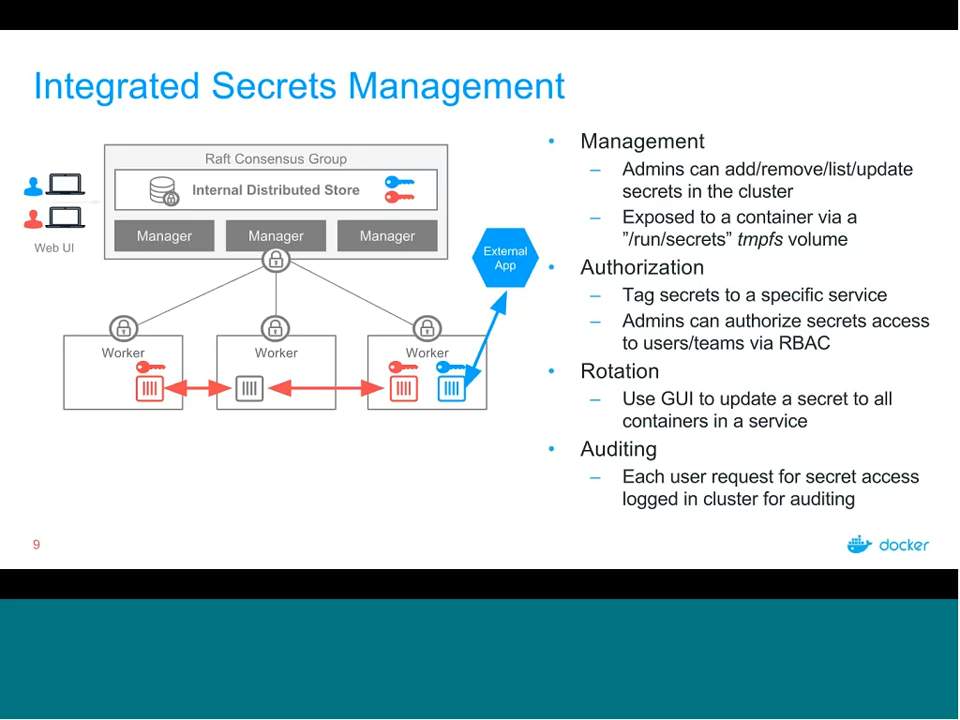 Integrated Secrets Management
Raft Consensus Group
Internal Distributed Store
Manager
Manager
Manager
Web UI
External
App
Worker
Worker
Worker
• Management
– Admins can add/remove/list/update
secrets in the cluster
– Exposed to a container via a
”/run/secrets” tmpfs volume
• Authorization
– Tag secrets to a specific service
– Admins can authorize secrets access
to users/teams via RBAC
• Rotation
– Use GUI to update a secret to all
containers in a service
• Auditing
– Each user request for secret access
logged in cluster for auditing
9
docker